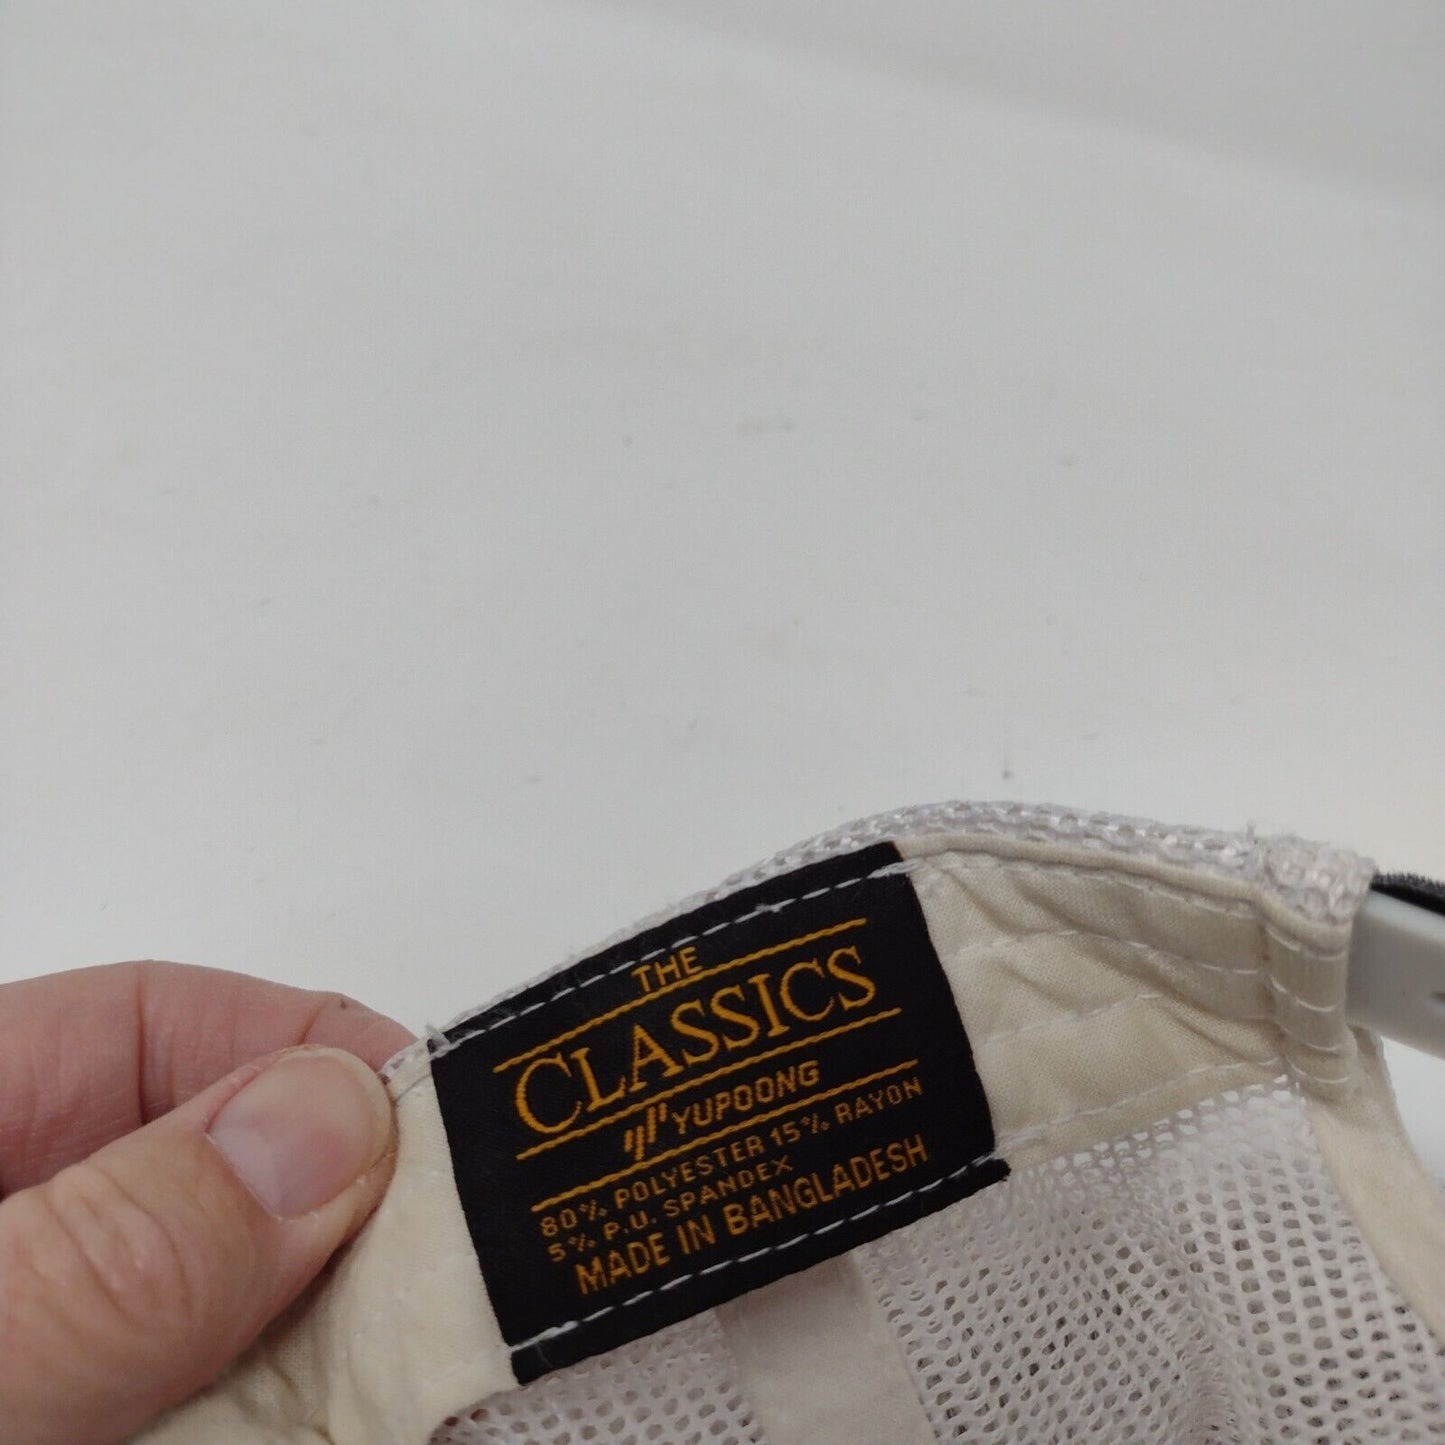 THE
CLASSICS
YUPOONG
80% POLYESTER 15% RAYON
5% P.U. SPANDEX
MADE IN BANGLADESH